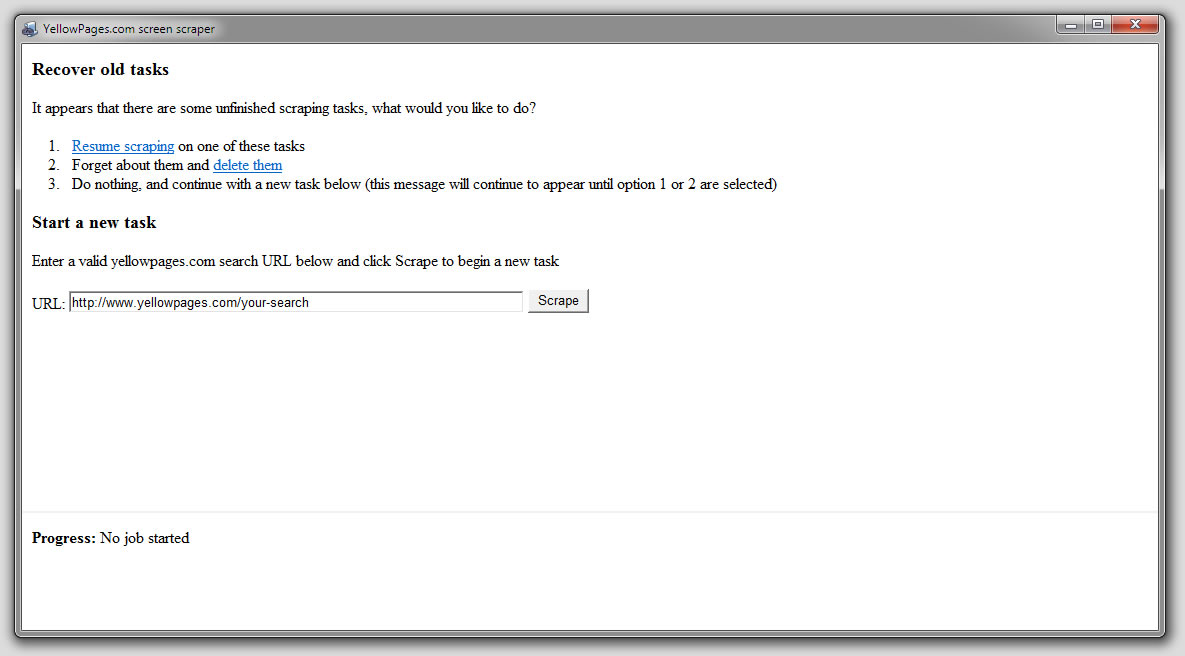 YellowPages.com screen scraper
Recover old tasks
It appears that there are some unfinished scraping tasks, what would you like to do?
1. Resume scraping on one of these tasks
2. Forget about them and delete them
3. Do nothing, and continue with a new task below (this message will continue to appear until option 1 or 2 are selected)
Start a new task
Enter a valid yellowpages.com search URL below and click Scrape to begin a new task
URL: http://www.yellowpages.com/your-search Scrape
Progress: No job started